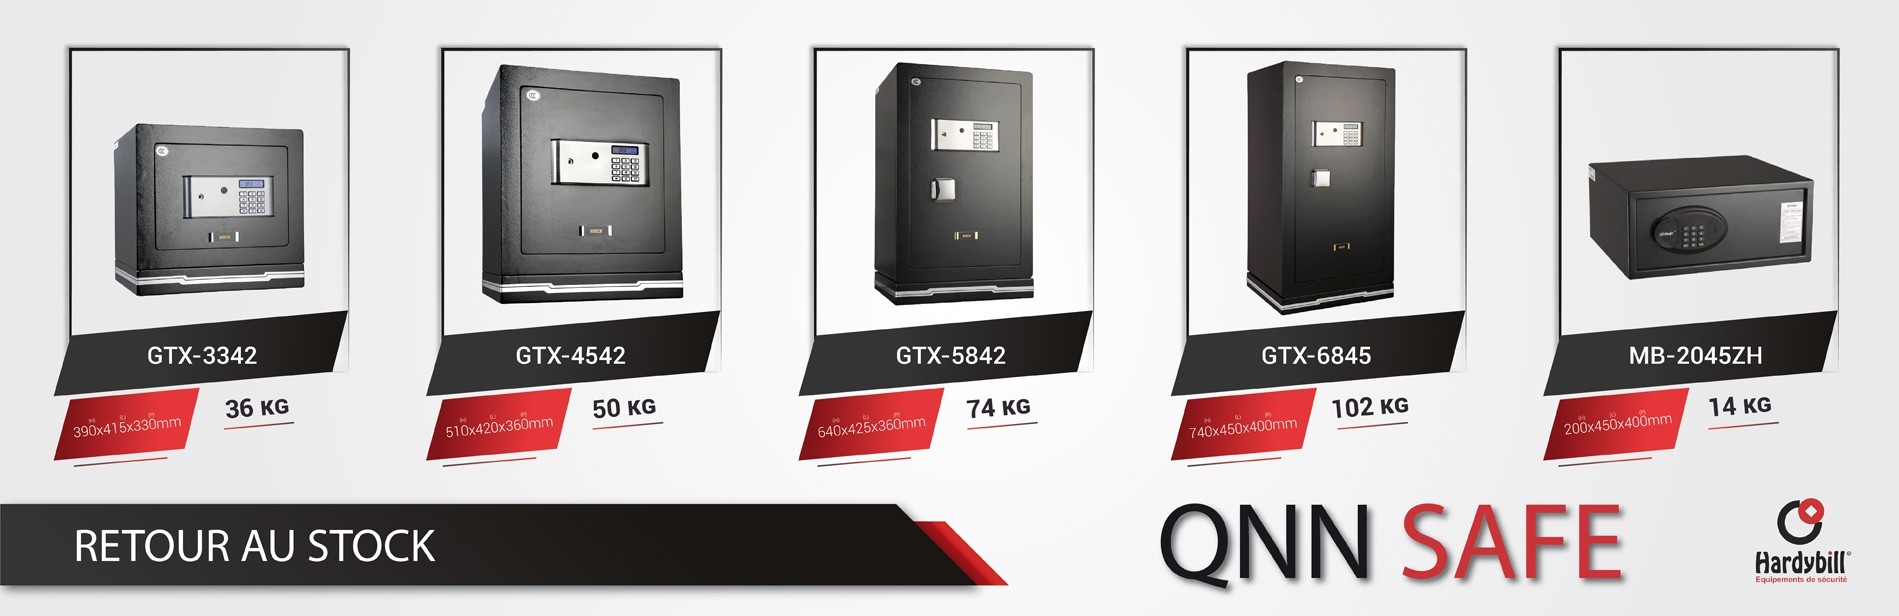 GTX-3342
(H) (L) (P)
390x415x330mm
36 KG
GTX-4542
(H) (L) (P)
510x420x360mm
50 KG
GTX-5842
(H) (L) (P)
640x425x360mm
74 KG
GTX-6845
(H) (L) (P)
740x450x400mm
102 KG
MB-2045ZH
(H) (L) (P)
200x450x400mm
14 KG
RETOUR AU STOCK
QNN SAFE
Hardybill®
Equipements de sécurité